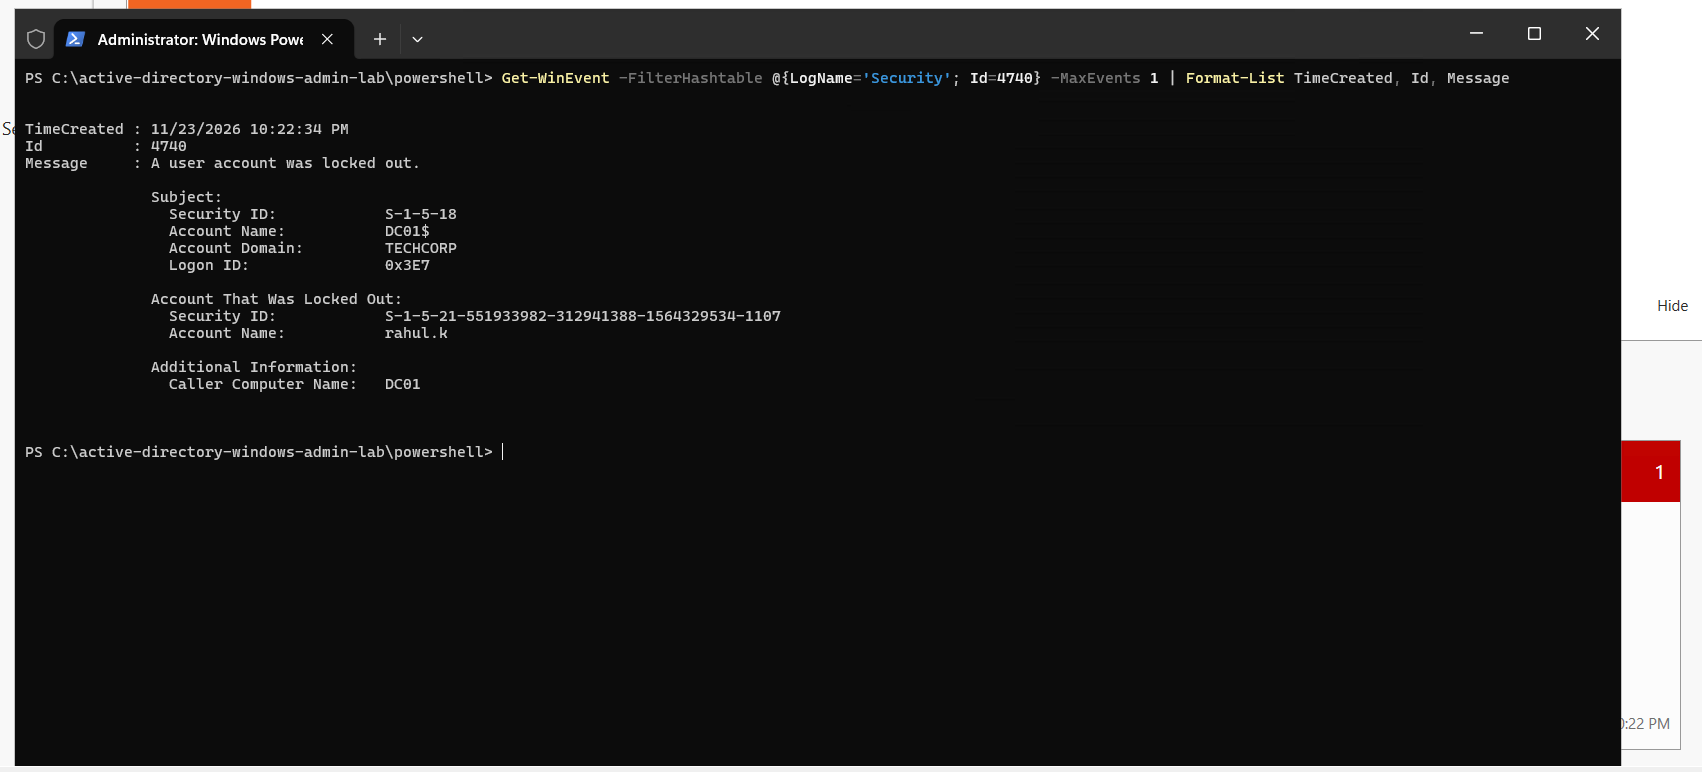 Administrator: Windows Powe
PS C:\active-directory-windows-admin-lab\powershell> Get-WinEvent -FilterHashtable @{LogName='Security'; Id=4740} -MaxEvents 1 | Format-List TimeCreated, Id, Message
TimeCreated : 11/23/2026 10:22:34 PM
Id : 4740
Message : A user account was locked out.
Subject:
Security ID: S-1-5-18
Account Name: DC01$
Account Domain: TECHCORP
Logon ID: 0x3E7
Account That Was Locked Out:
Security ID: S-1-5-21-551933982-312941388-1564329534-1107
Account Name: rahul.k
Additional Information:
Caller Computer Name: DC01
PS C:\active-directory-windows-admin-lab\powershell>
Hide
1
:22 PM